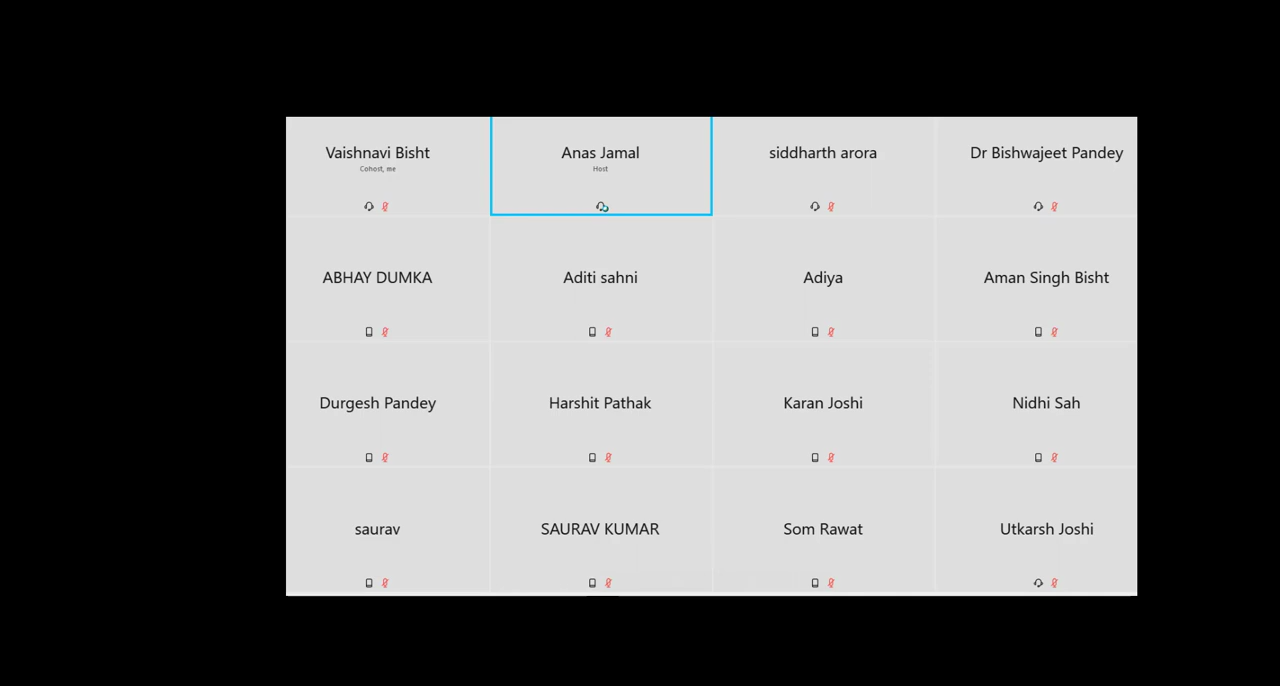 Vaishnavi Bisht
Cohost, me
Anas Jamal
Host
siddharth arora
Dr Bishwajeet Pandey
ABHAY DUMKA
Aditi sahni
Adiya
Aman Singh Bisht
Durgesh Pandey
Harshit Pathak
Karan Joshi
Nidhi Sah
saurav
SAURAV KUMAR
Som Rawat
Utkarsh Joshi